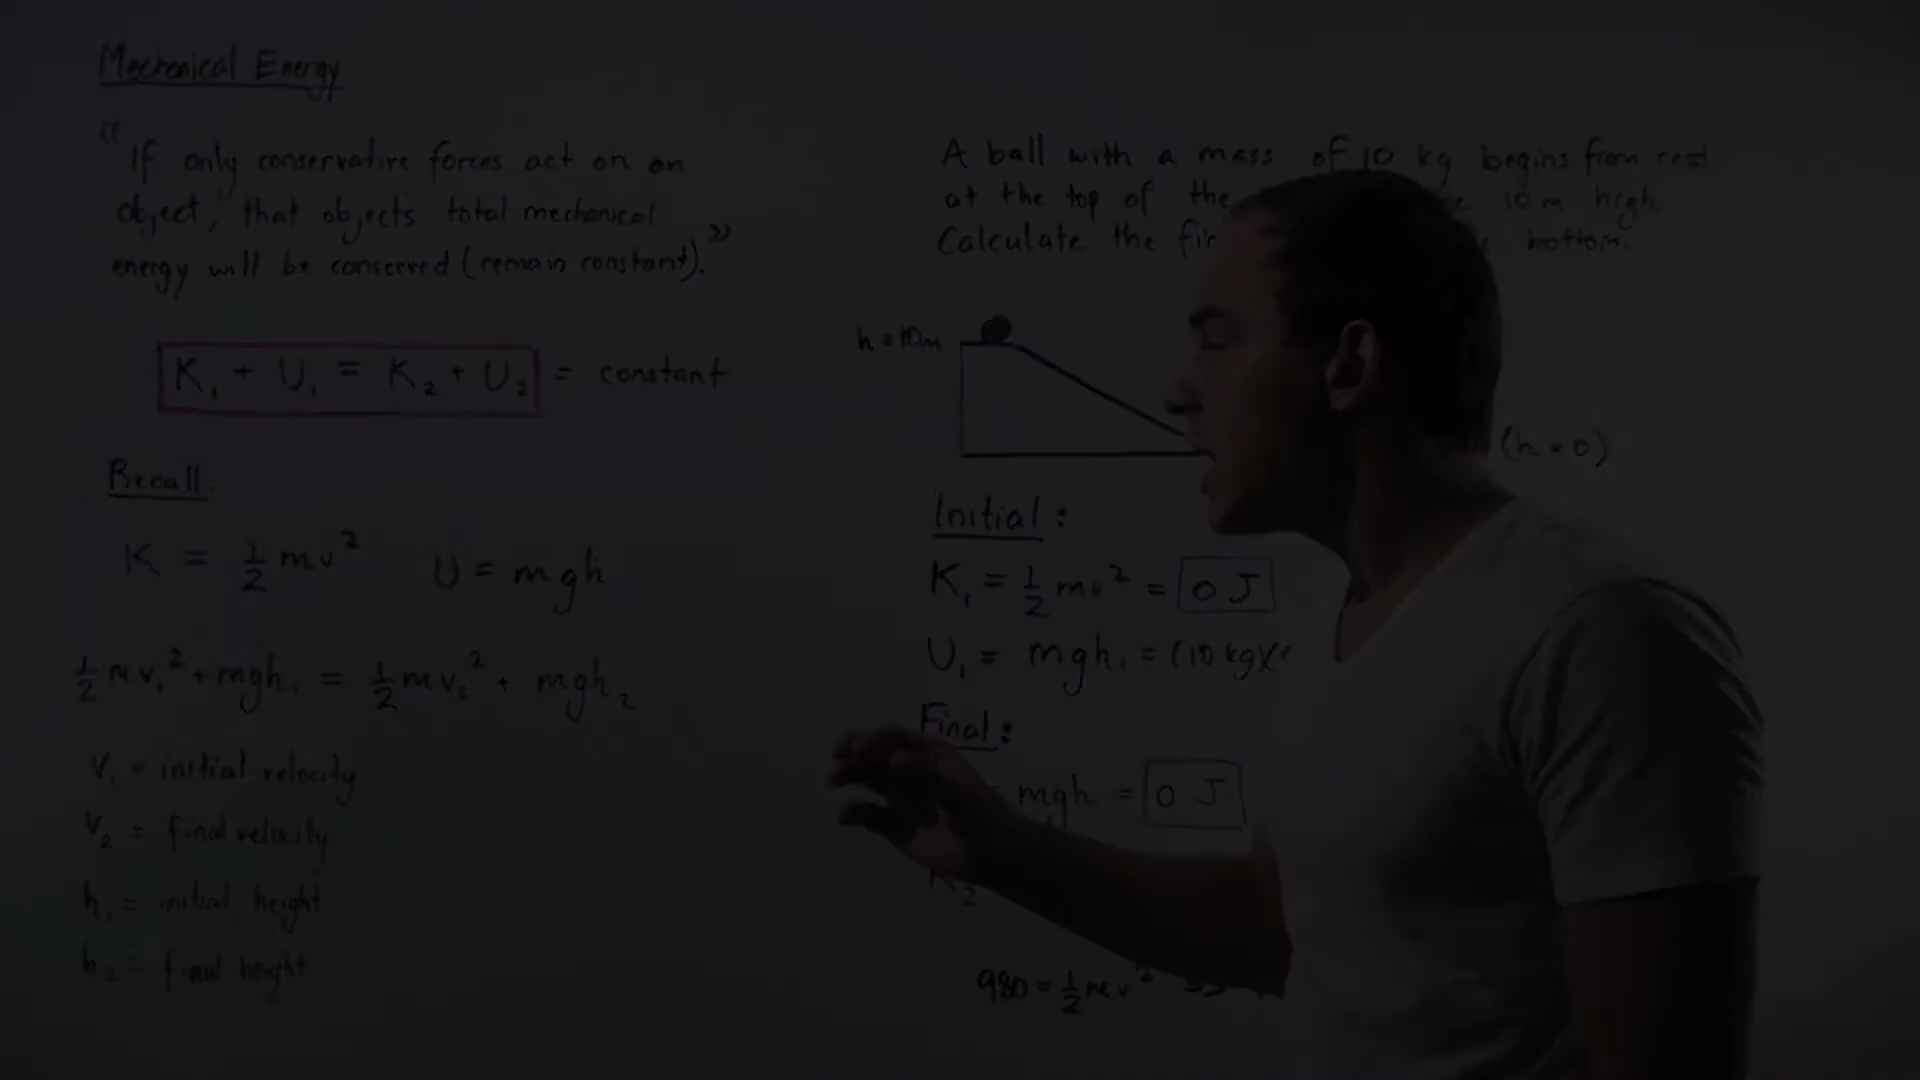 Mechanical Energy
"If only conservative forces act on an
object, that objects total mechanical
energy will be conserved (remain constant)."
K₁ + U₁ = K₂ + U₂ = constant
Recall
K = ½mv² U = mgh
½mv₁² + mgh₁ = ½mv₂² + mgh₂
v₁ = initial velocity
v₂ = final velocity
h₁ = initial height
h₂ = final height
A ball with a mass of 10 kg begins from rest
at the top of the 10m high
Calculate the bottom.
h = 10m
(h = 0)
Initial:
K₁ = ½mv² = 0 J
U₁ = mgh₁ = (10 kg)(
Final:
= mgh = 0 J
K₂
980 = ½mv² =>